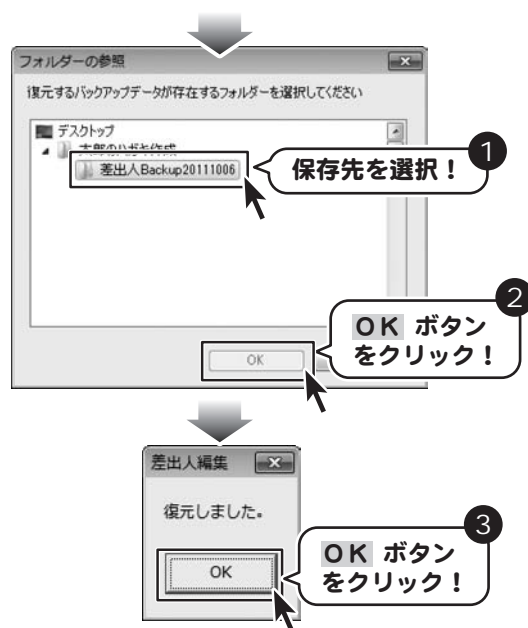 フォルダーの参照
復元するバックアップデータが存在するフォルダーを選択してください
デスクトップ
差出人Backup20111006
1
保存先を選択！
OK
2
OK ボタン
をクリック！
差出人編集
復元しました。
OK
3
OK ボタン
をクリック！